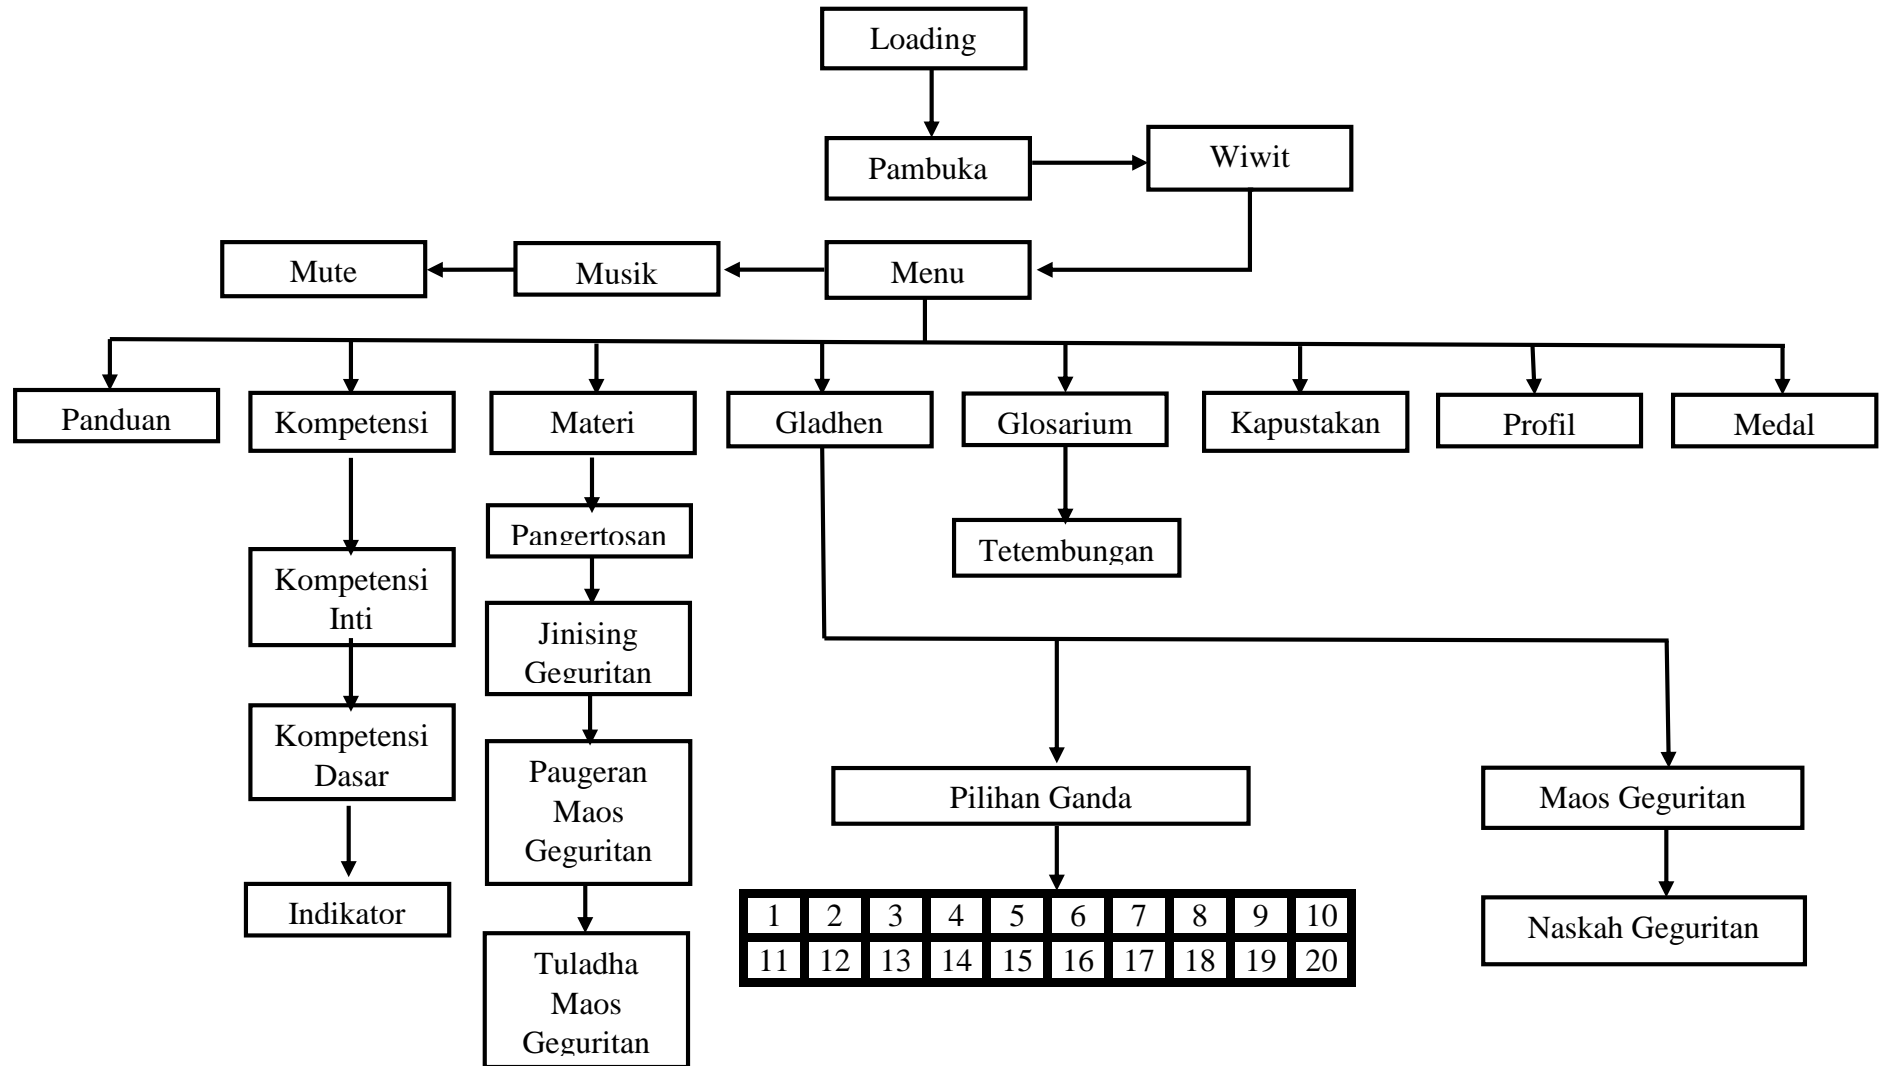 Loading
Pambuka
Wiwit
Mute
Musik
Menu
Panduan
Kompetensi
Materi
Gladhen
Glosarium
Kapustakan
Profil
Medal
Kompetensi
Inti
Kompetensi
Dasar
Indikator
Pangertosan
Jinising
Geguritan
Paugeran
Maos
Geguritan
Tuladha
Maos
Geguritan
Tetembungan
Pilihan Ganda
1 2 3 4 5 6 7 8 9 10
11 12 13 14 15 16 17 18 19 20
Maos Geguritan
Naskah Geguritan